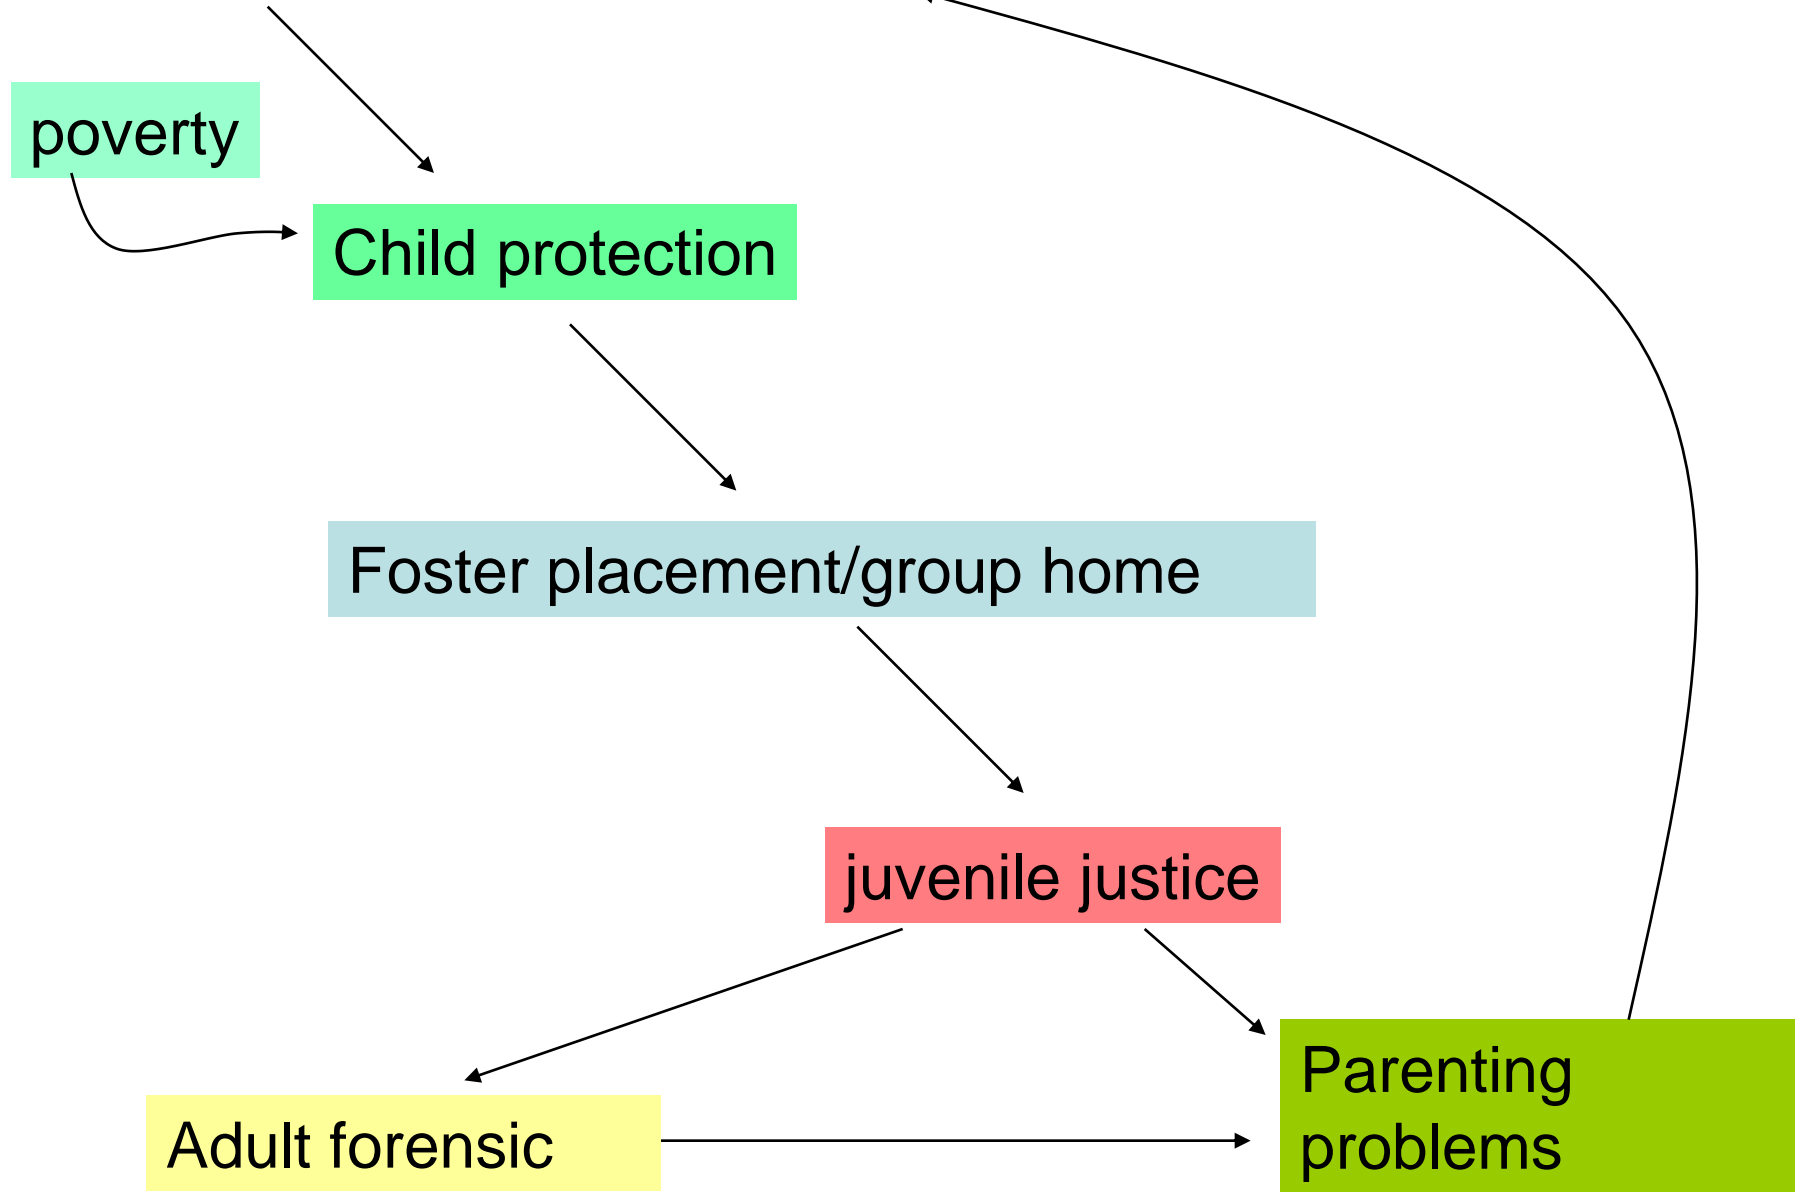 poverty
Child protection
Foster placement/group home
juvenile justice
Parenting
problems
Adult forensic